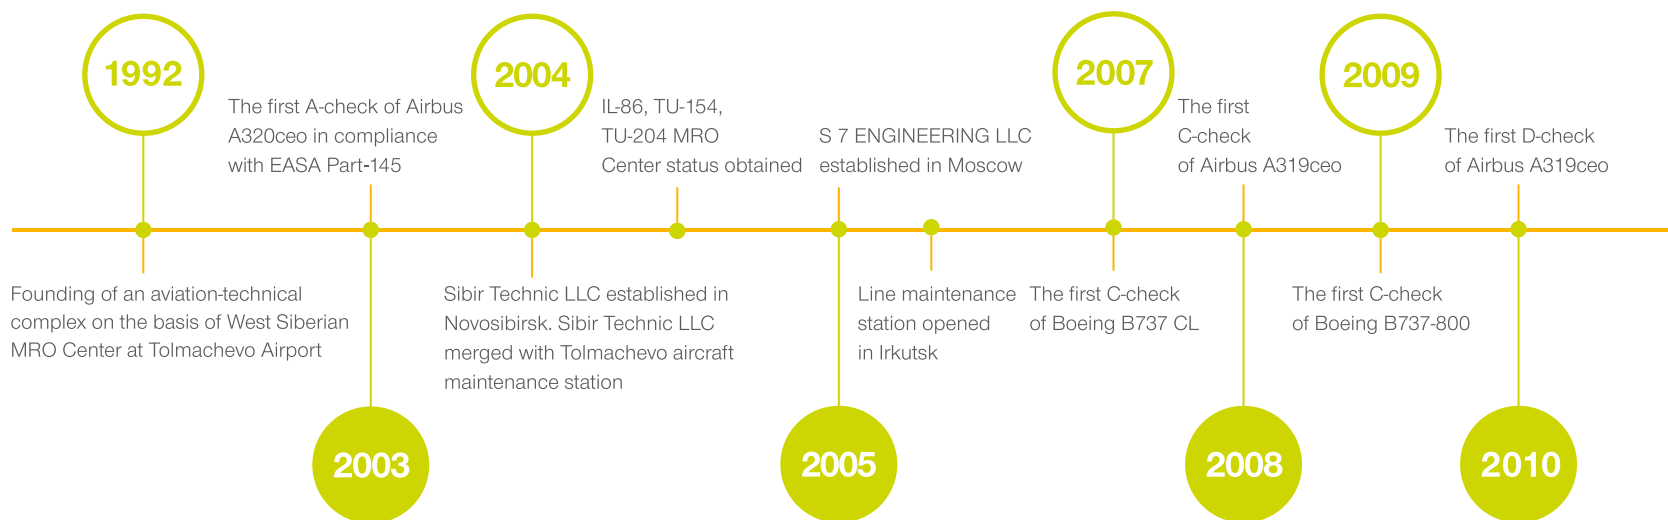 1992
Founding of an aviation-technical
complex on the basis of West Siberian
MRO Center at Tolmachevo Airport
The first A-check of Airbus
A320ceo in compliance
with EASA Part-145
2003
2004
Sibir Technic LLC established in
Novosibirsk. Sibir Technic LLC
merged with Tolmachevo aircraft
maintenance station
IL-86, TU-154,
TU-204 MRO
Center status obtained
S 7 ENGINEERING LLC
established in Moscow
2005
Line maintenance
station opened
in Irkutsk
2007
The first C-check
of Boeing B737 CL
The first
C-check
of Airbus A319ceo
2008
2009
The first C-check
of Boeing B737-800
The first D-check
of Airbus A319ceo
2010